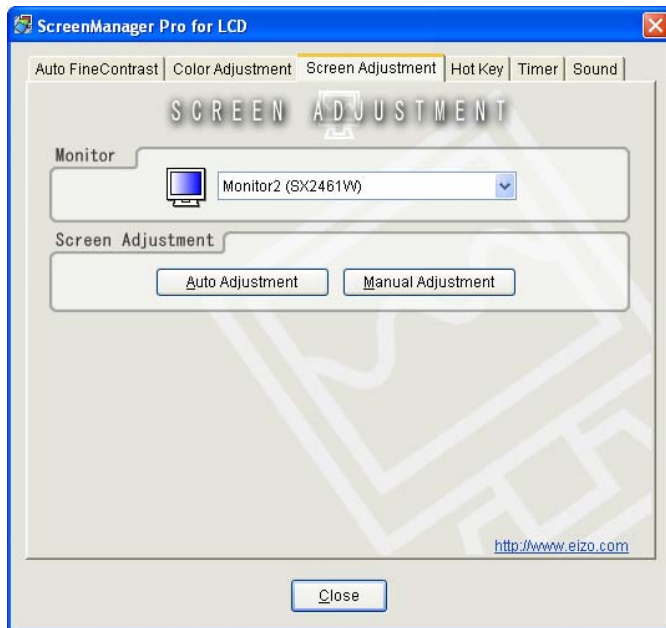 ScreenManager Pro for LCD
Auto FineContrast Color Adjustment Screen Adjustment Hot Key Timer Sound
SCREEN ADJUSTMENT
Monitor
Monitor2 (SX2461W)
Screen Adjustment
Auto Adjustment Manual Adjustment
http://www.eizo.com
Close